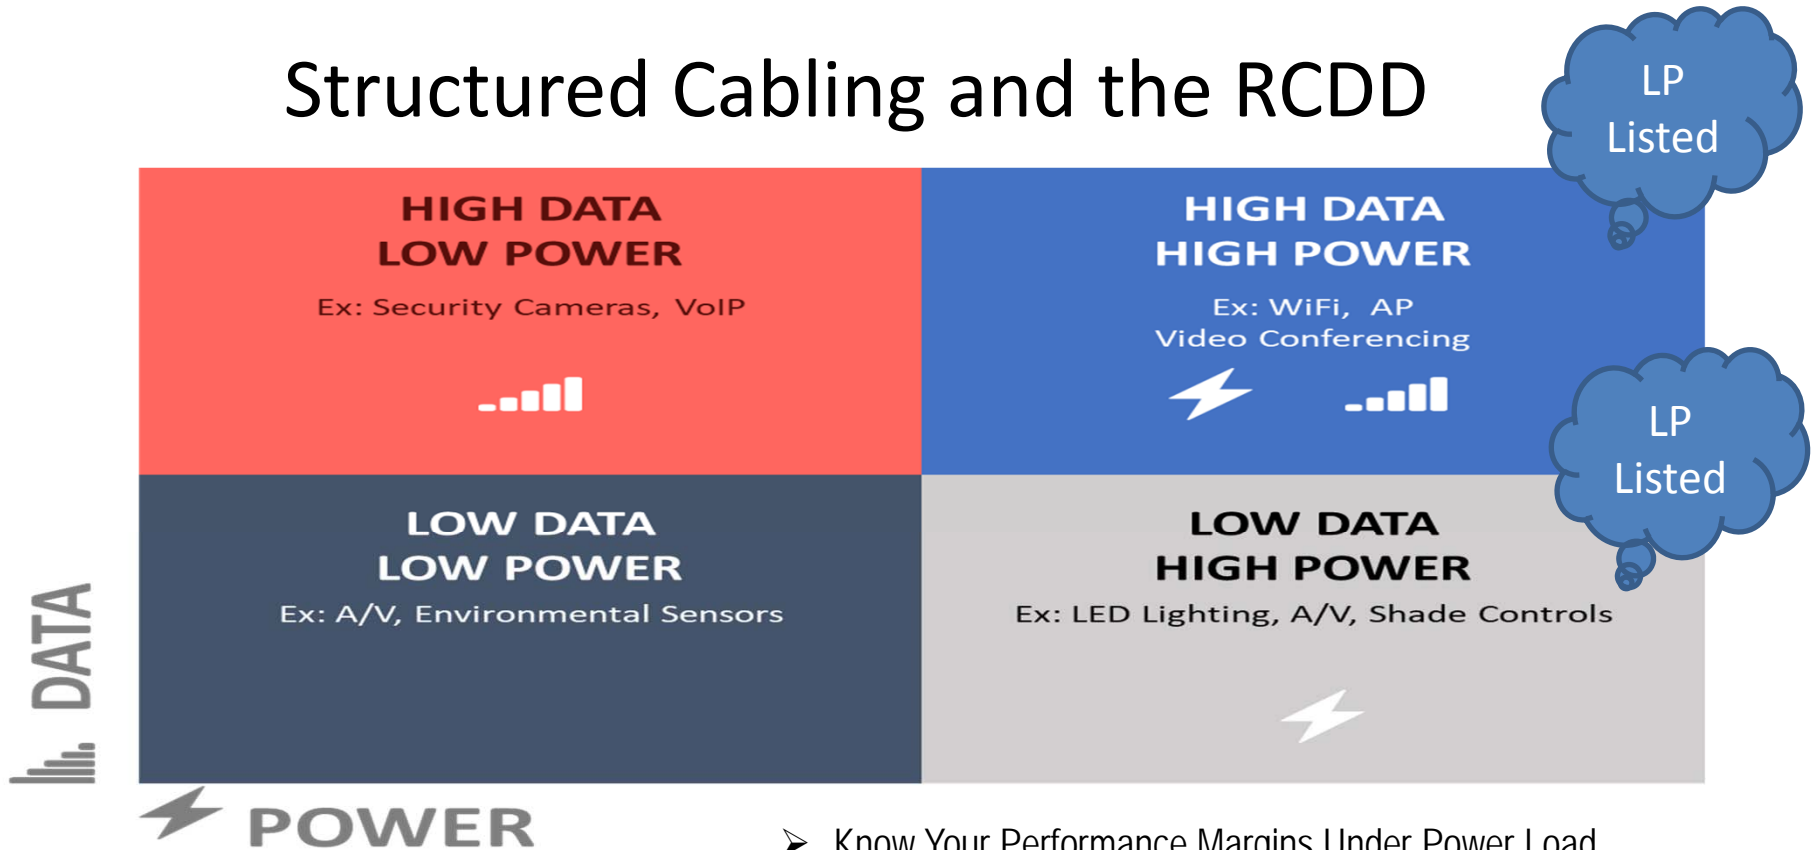 Structured Cabling and the RCDD
LP
Listed
HIGH DATA
LOW POWER
Ex: Security Cameras, VoIP
HIGH DATA
HIGH POWER
Ex: WiFi, AP
Video Conferencing
LP
Listed
LOW DATA
LOW POWER
Ex: A/V, Environmental Sensors
LOW DATA
HIGH POWER
Ex: LED Lighting, A/V, Shade Controls
DATA
POWER
➢ Know Your Performance Margins Under Power Load